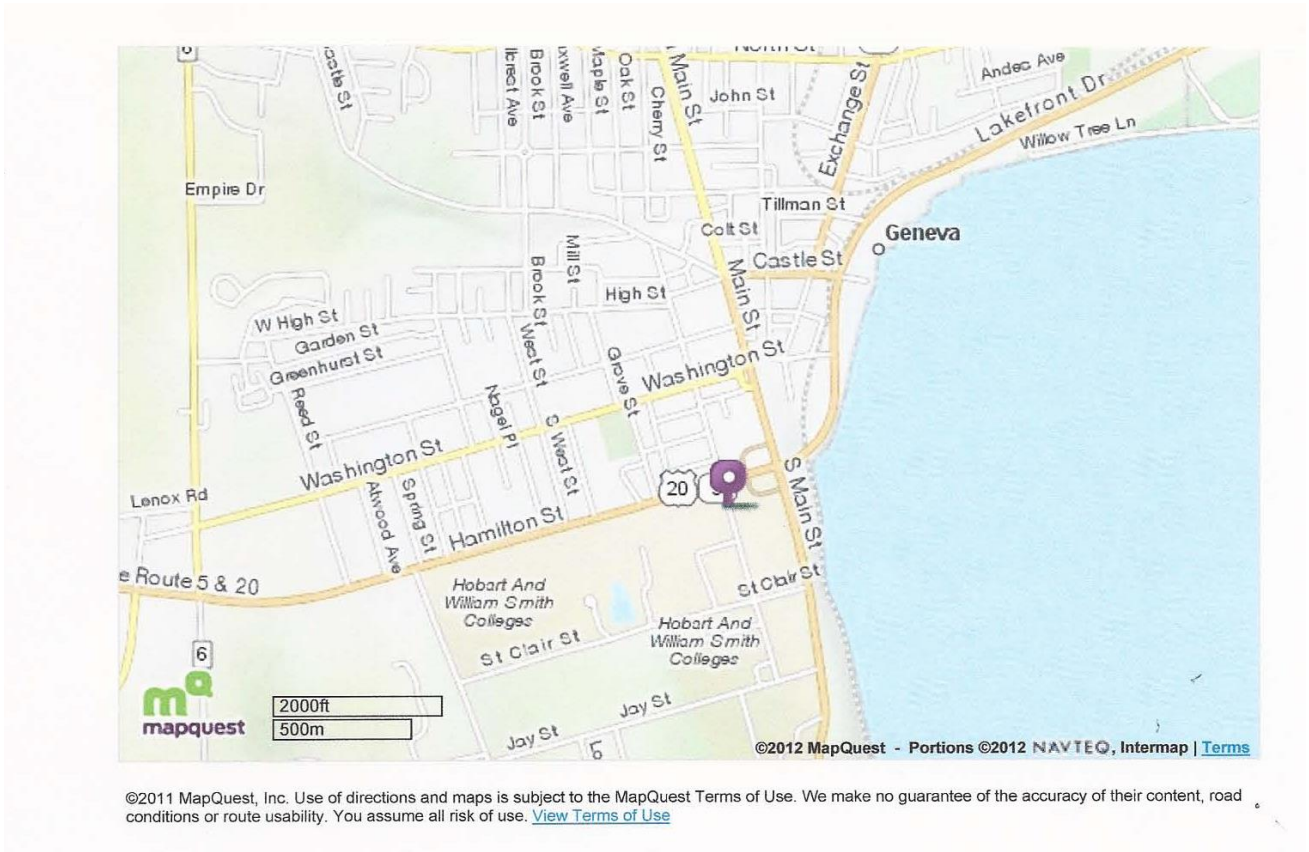 North St
Andec Ave
Main St
Oak St
Maple St
Brook St
John St
Cherry St
Exchange St
Lakefront Dr
Willow Tree Ln
Empire Dr
Tillman St
Colt St
Geneva
Castle St
Mill St
Brook St
High St
Main St
W High St
Garden St
Greenhurst St
West St
Grove St
Washington St
Reed St
Nagel Pl
S West St
Washington St
20
S Main St
Lenox Rd
Atwood Ave
Spring St
Hamilton St
e Route 5 & 20
St Clair St
Hobart And
William Smith
Colleges
Hobart And
William Smith
Colleges
St Clair St
6
mapquest
2000ft
500m
Jay St
Jay St
©2012 MapQuest - Portions ©2012 NAVTEQ, Intermap | Terms
©2011 MapQuest, Inc. Use of directions and maps is subject to the MapQuest Terms of Use. We make no guarantee of the accuracy of their content, road
conditions or route usability. You assume all risk of use. View Terms of Use